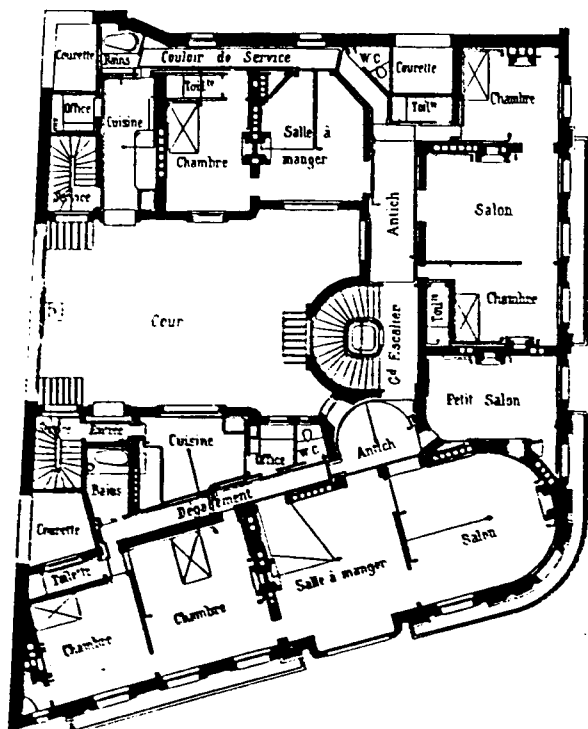 Courette
Bains
Couloir de Service
W C
Courette
Office
Cuisine
Toil^te
Chambre
Salle à
manger
Toil^te
Chambre
Service
Antich
Salon
Cour
Gd Escalier
Toil^te
Chambre
Petit Salon
Entrée
Cuisine
Office
W.C.
Antich
Bains
Courette
Dégagement
Salon
Toilette
Chambre
Chambre
Salle à manger